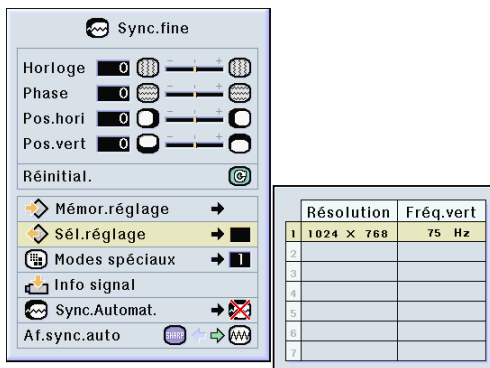 Sync.fine
Horloge 0 - +
Phase 0 - +
Pos.hori 0 - +
Pos.vert 0 - +
Réinitial.
Mémor.réglage
Sél.réglage
Modes spéciaux 1
Info signal
Sync.Automat.
Af.sync.auto SHARP
Résolution Fréq.vert
1 1024 × 768 75 Hz
2
3
4
5
6
7